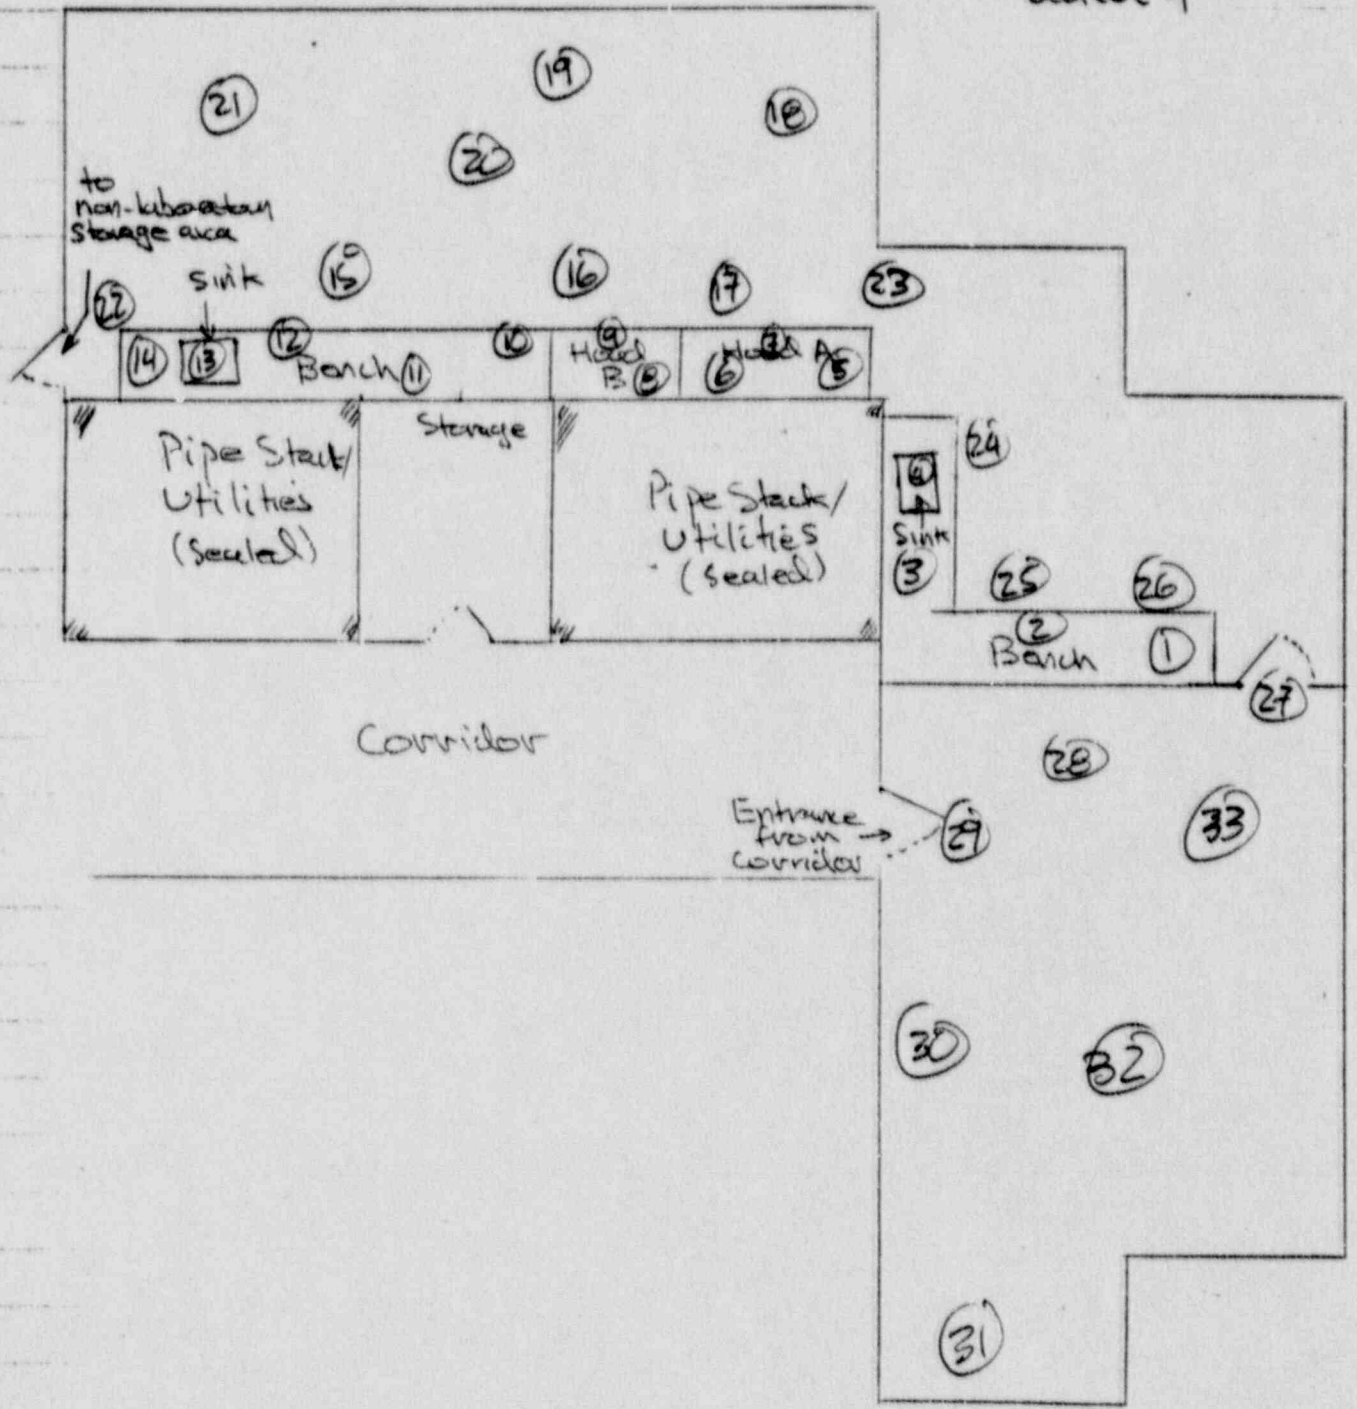 19
21
18
20
to
non-laboratory
storage area
15
sink
16
17
23
22
12
10
9
Hood
Hood A
14
13
Bench
11
B
8
6
5
Storage
24
Pipe Stack/
Utilities
(Sealed)
Pipe Stack/
Utilities
(sealed)
4
Sink
3
25
26
2
Bench
1
27
Corridor
28
Entrance
from
corridor
29
33
30
32
31